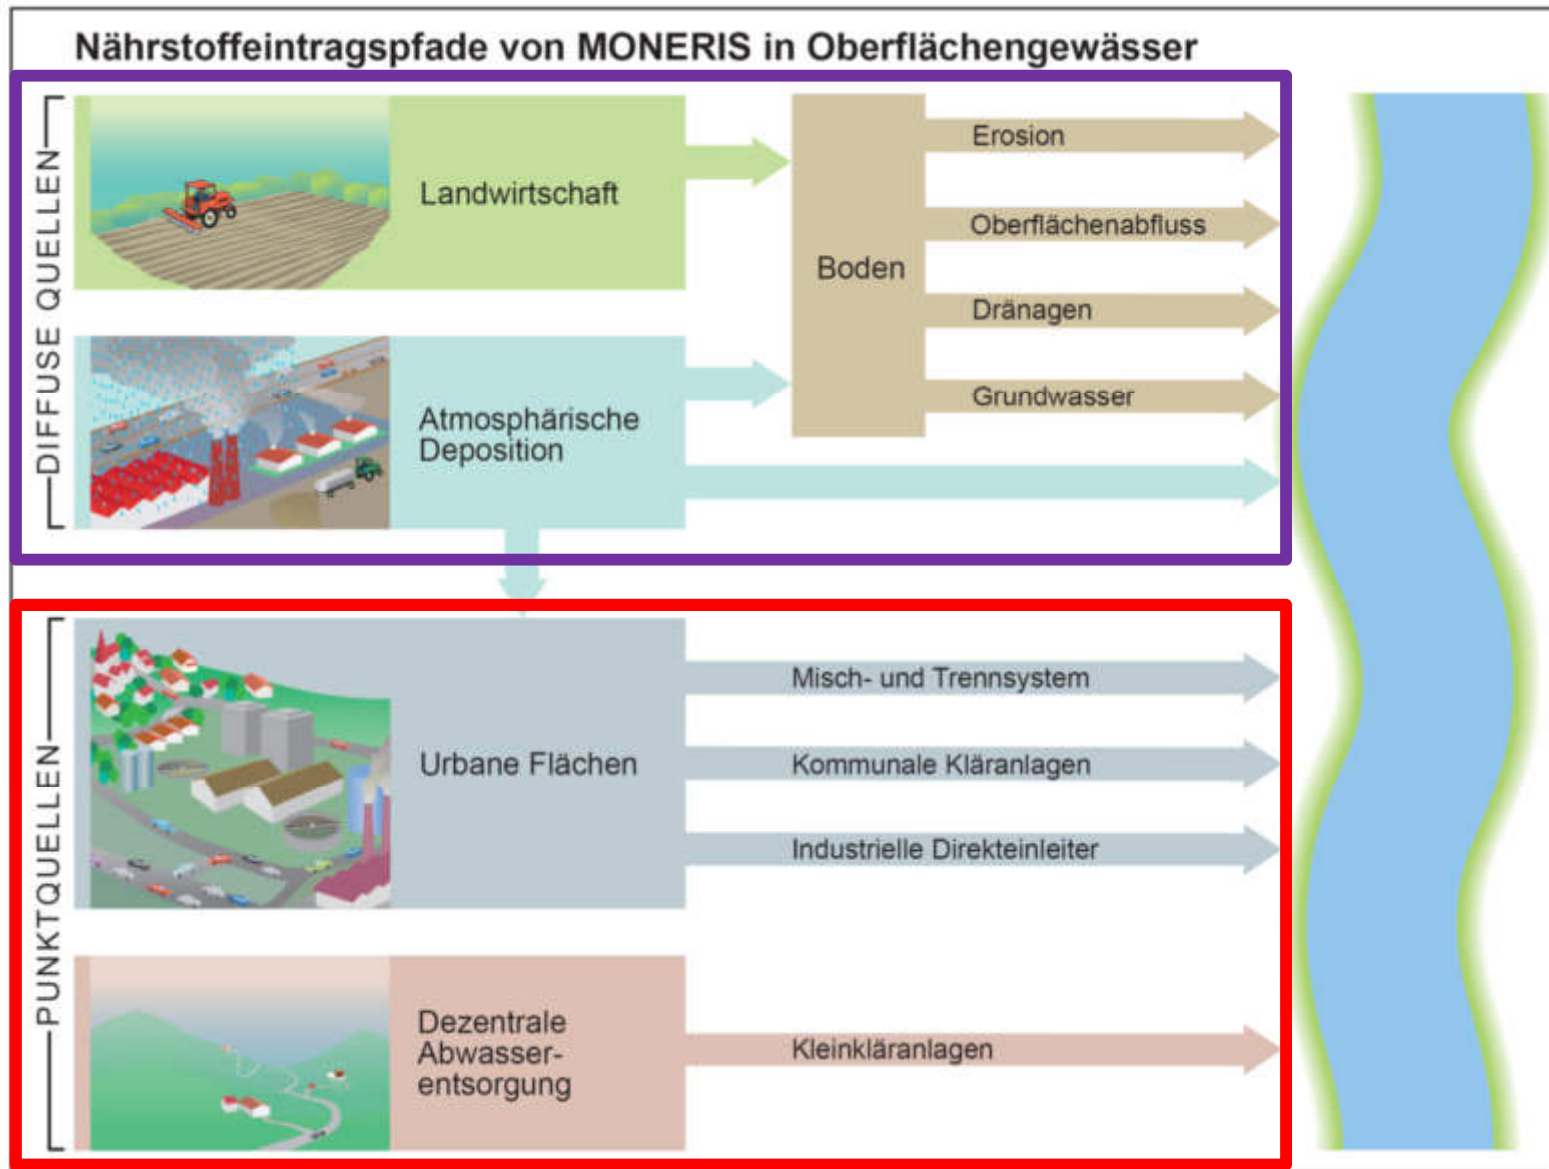 Nährstoffeintragspfade von MONERIS in Oberflächengewässer
DIFFUSE QUELLEN
Landwirtschaft
Atmosphärische
Deposition
Boden
Erosion
Oberflächenabfluss
Dränagen
Grundwasser
PUNKTQUELLEN
Urbane Flächen
Misch- und Trennsystem
Kommunale Kläranlagen
Industrielle Direkteinleiter
Dezentrale
Abwasser-
entsorgung
Kleinkläranlagen